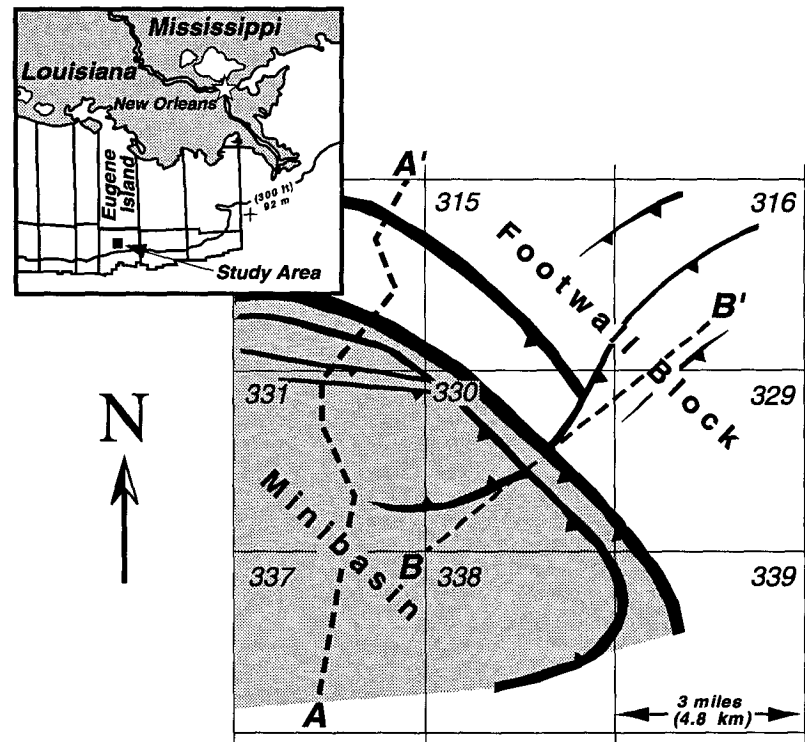 Mississippi
Louisiana
New Orleans
Eugene
Island
(300 ft)
92 m
Study Area
A'
315
316
Footwall
Block
B'
331
330
329
N
Minibasin
B
337
338
339
A
3 miles
(4.8 km)